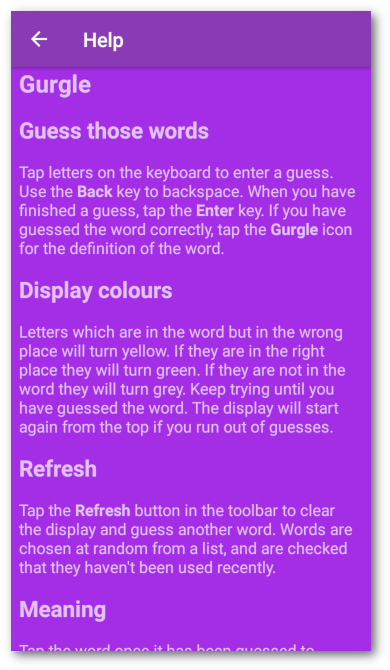 Help
Gurgle
Guess those words
Tap letters on the keyboard to enter a guess.
Use the Back key to backspace. When you have
finished a guess, tap the Enter key. If you have
guessed the word correctly, tap the Gurgle icon
for the definition of the word.
Display colours
Letters which are in the word but in the wrong
place will turn yellow. If they are in the right
place they will turn green. If they are not in the
word they will turn grey. Keep trying until you
have guessed the word. The display will start
again from the top if you run out of guesses.
Refresh
Tap the Refresh button in the toolbar to clear
the display and guess another word. Words are
chosen at random from a list, and are checked
that they haven't been used recently.
Meaning
Tap the word once it has been guessed to